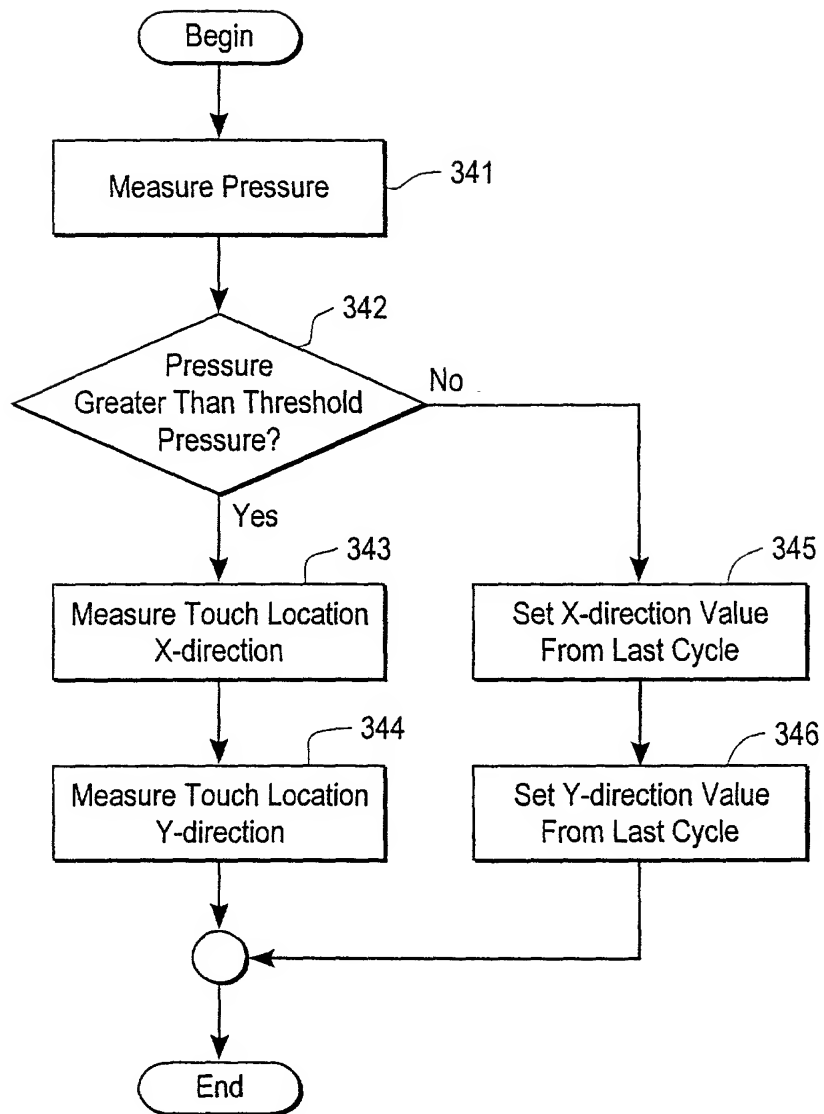 Begin
Measure Pressure
341
342
Pressure
Greater Than Threshold
Pressure?
No
Yes
343
Measure Touch Location
X-direction
345
Set X-direction Value
From Last Cycle
344
Measure Touch Location
Y-direction
346
Set Y-direction Value
From Last Cycle
End